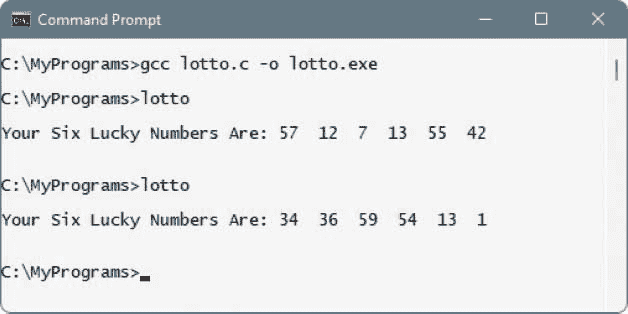 Command Prompt
C:\MyPrograms>gcc lotto.c -o lotto.exe
C:\MyPrograms>lotto
Your Six Lucky Numbers Are: 57  12  7  13  55  42
C:\MyPrograms>lotto
Your Six Lucky Numbers Are: 34  36  59  54  13  1
C:\MyPrograms>